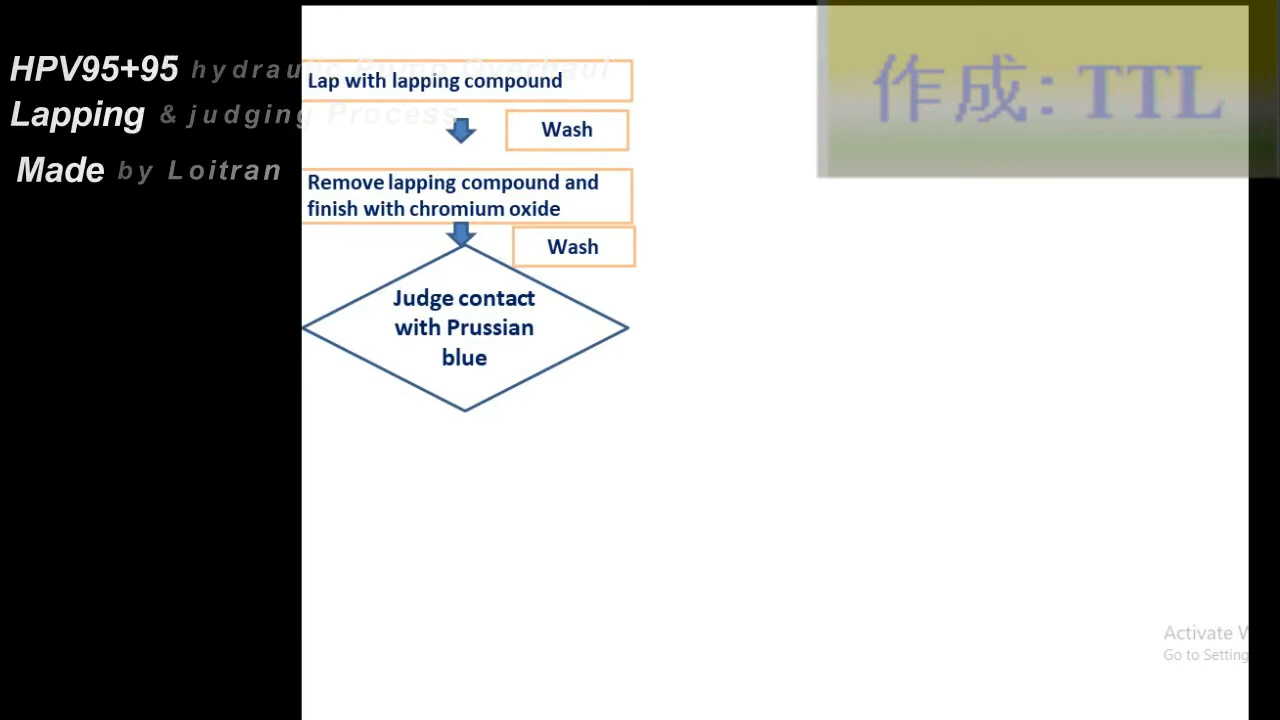 HPV95+95 hydraulic Pump Overhaul
Lapping & judging Process
Made by Loitran
作成: TTL
Lap with lapping compound
Wash
Remove lapping compound and
finish with chromium oxide
Wash
Judge contact
with Prussian
blue
Activate W
Go to Setting